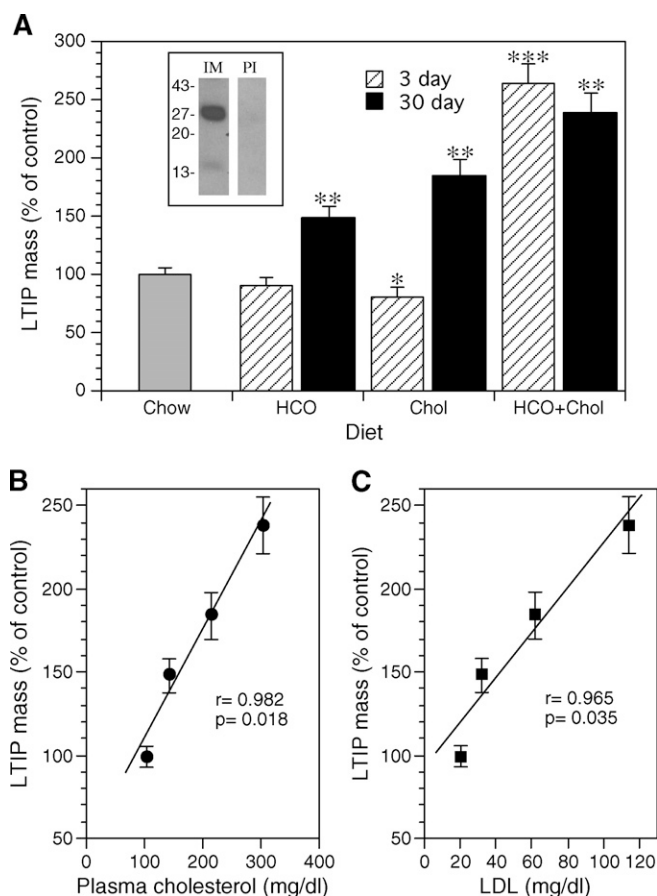 A
LTIP mass (% of control)
300
250
200
150
100
50
0
IM PI
43-
27-
20-
13-
3 day
30 day
**
*
**
***
**
Chow HCO Chol HCO+Chol
Diet
B
LTIP mass (% of control)
250
200
150
100
50
r= 0.982
p= 0.018
0 100 200 300 400
Plasma cholesterol (mg/dl)
C
LTIP mass (% of control)
250
200
150
100
50
r= 0.965
p= 0.035
0 20 40 60 80 100 120
LDL (mg/dl)